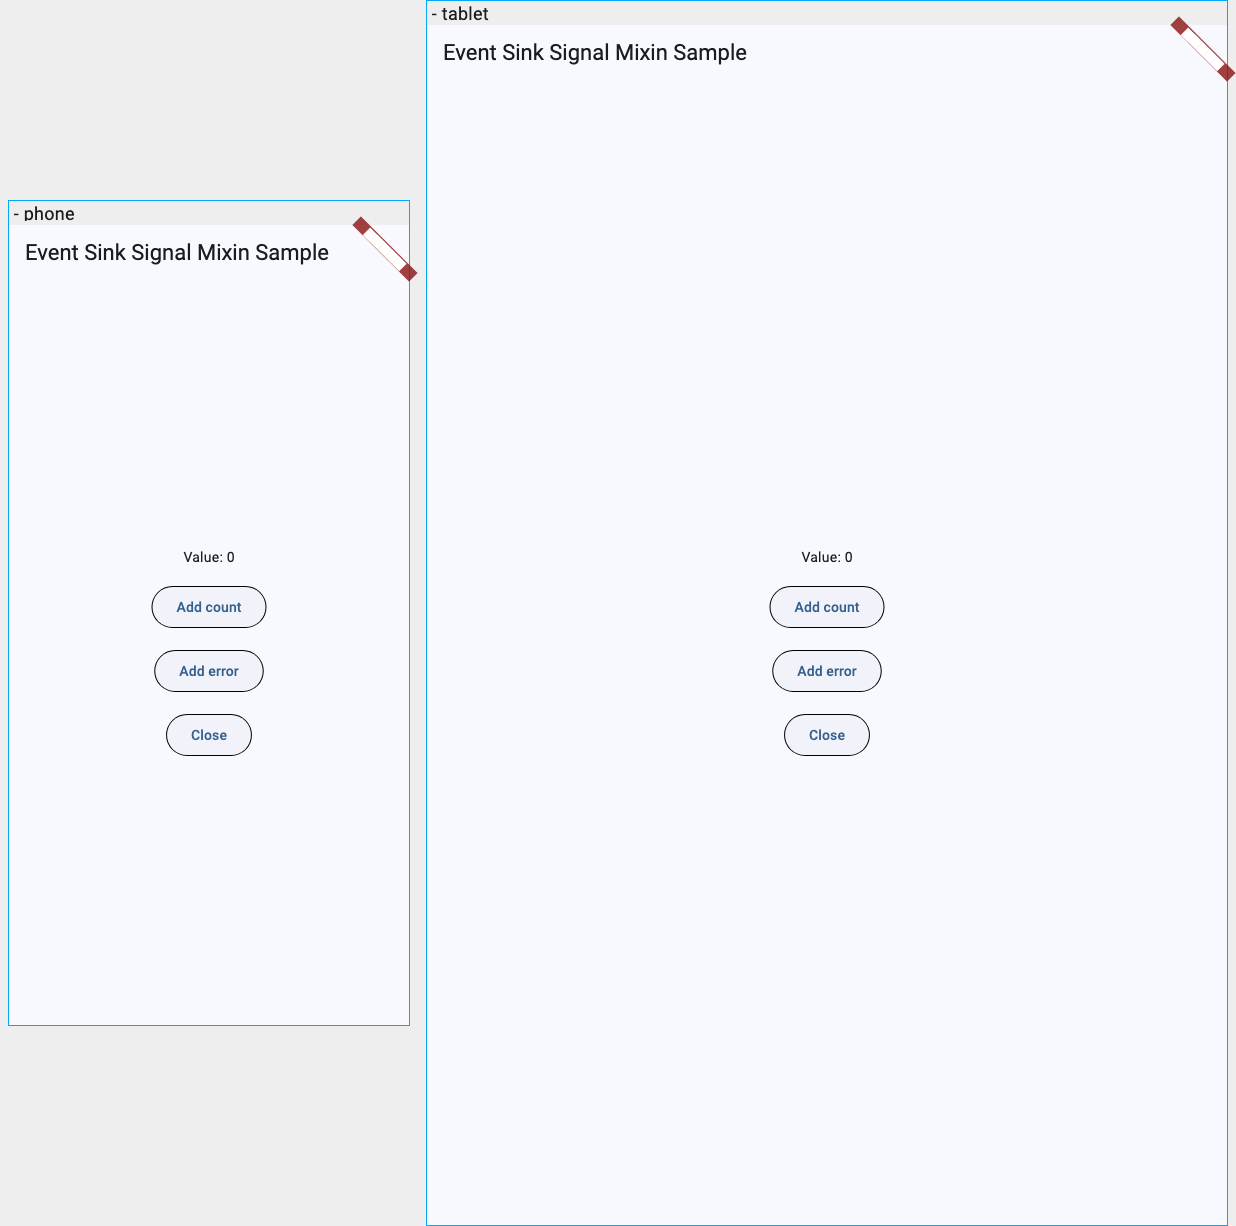 - phone
Event Sink Signal Mixin Sample
Value: 0
Add count
Add error
Close
- tablet
Event Sink Signal Mixin Sample
Value: 0
Add count
Add error
Close